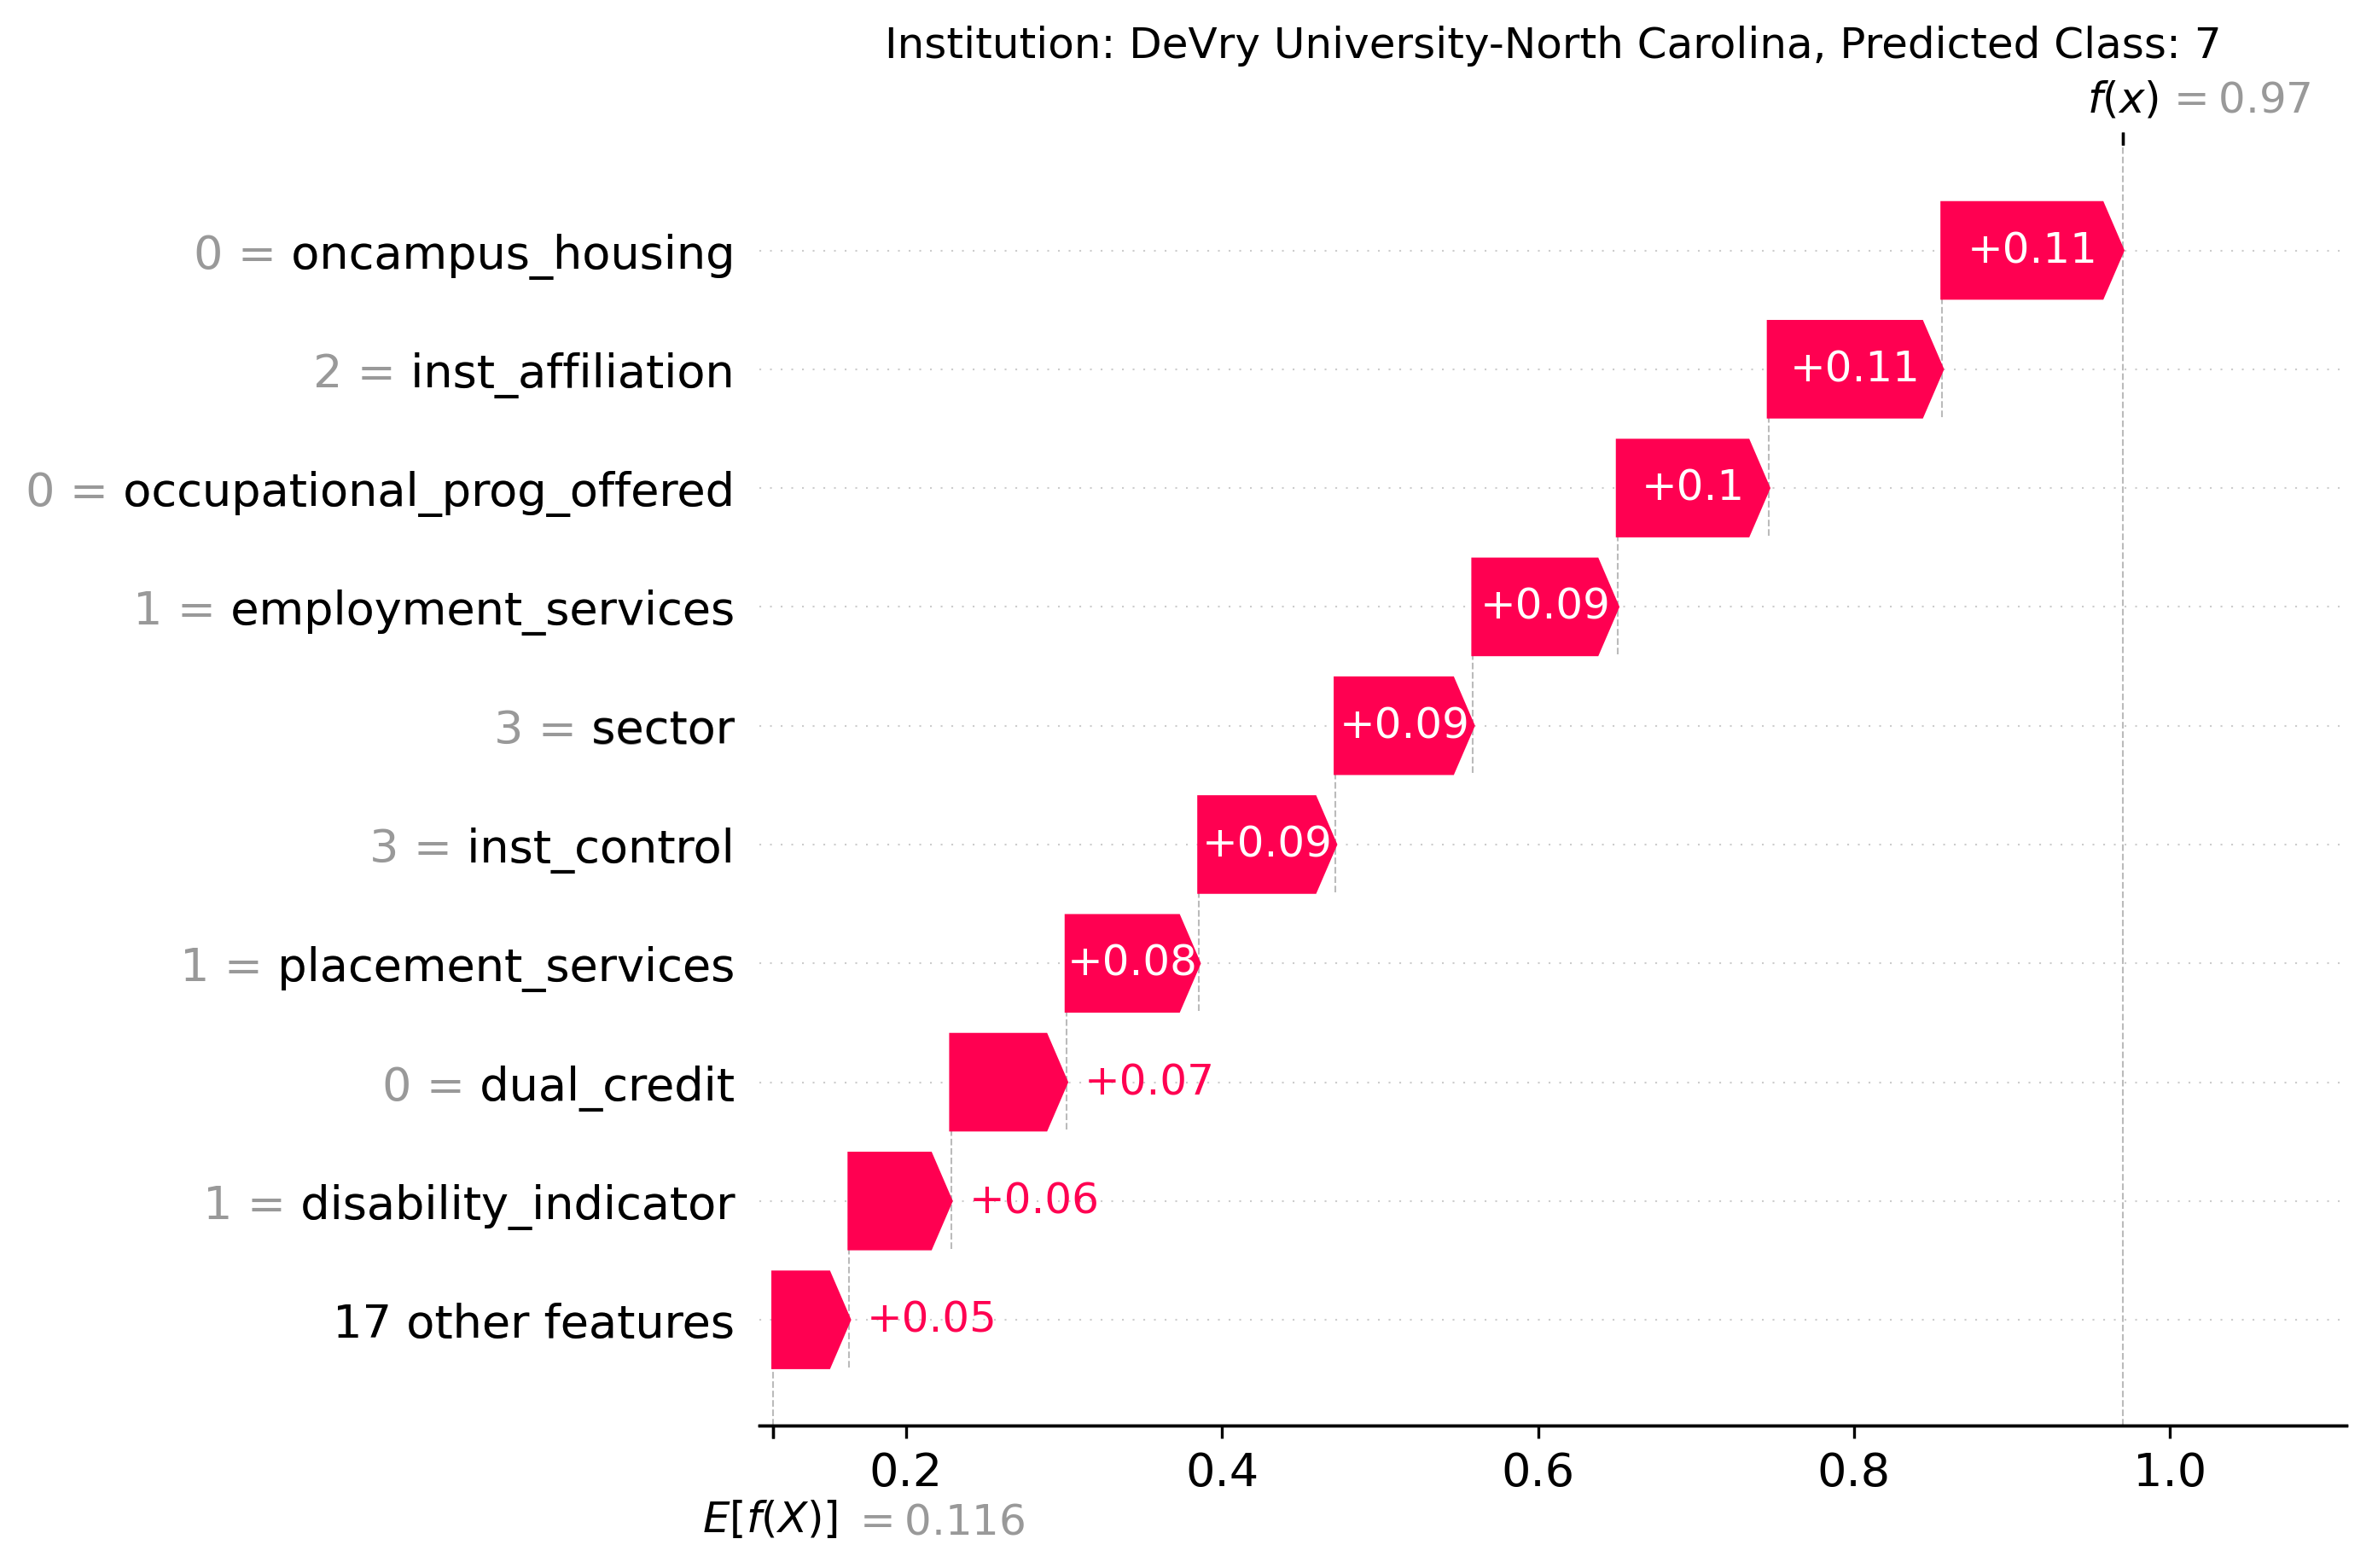 Institution: DeVry University-North Carolina, Predicted Class: 7
f(x) = 0.97
0 = oncampus_housing +0.11
2 = inst_affiliation +0.11
0 = occupational_prog_offered +0.1
1 = employment_services +0.09
3 = sector +0.09
3 = inst_control +0.09
1 = placement_services +0.08
0 = dual_credit +0.07
1 = disability_indicator +0.06
17 other features +0.05
0.2 0.4 0.6 0.8 1.0
E[f(X)] = 0.116